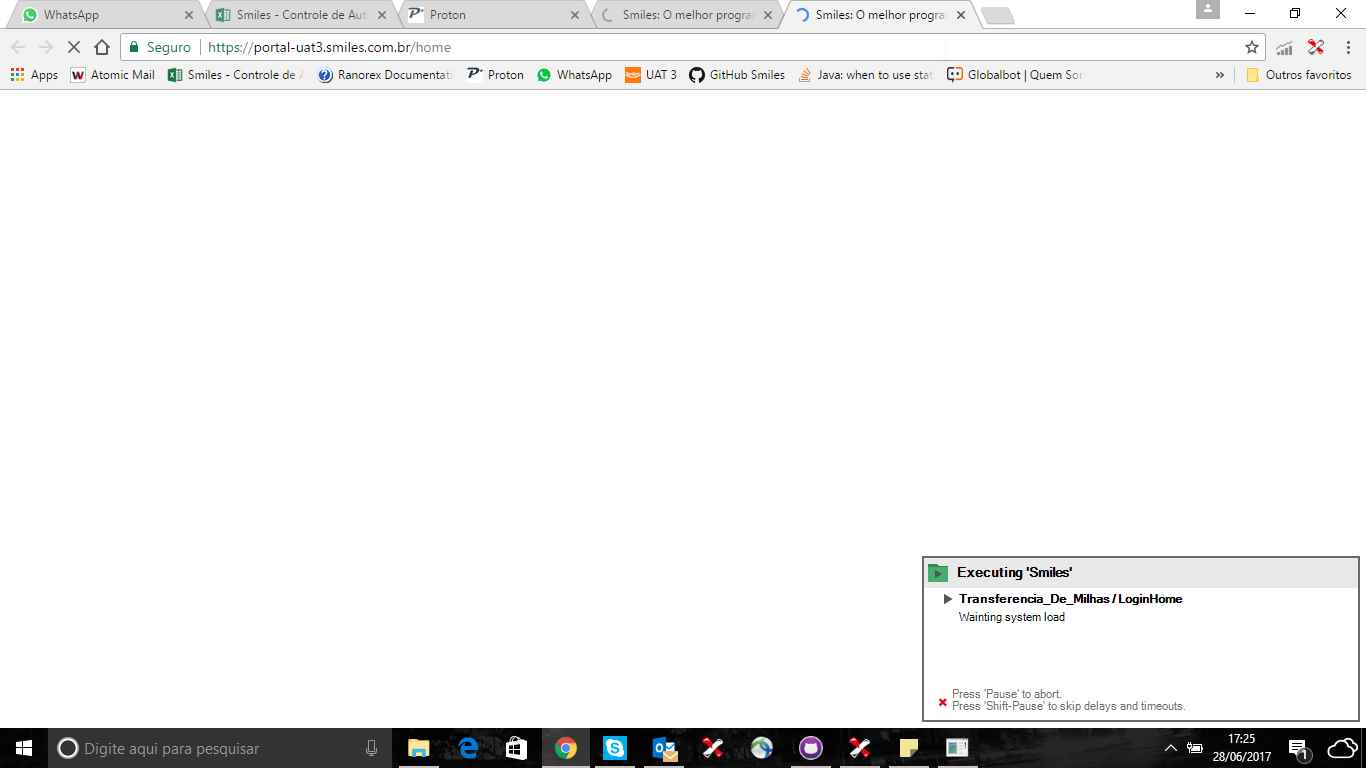 WhatsApp
Smiles - Controle de Aut
Proton
Smiles: O melhor progra
Smiles: O melhor progra
Seguro
https://portal-uat3.smiles.com.br/home
Apps
Atomic Mail
Smiles - Controle de A
Ranorex Documentati
Proton
WhatsApp
UAT 3
GitHub Smiles
Java: when to use stat
Globalbot | Quem Sor
»
Outros favoritos
Executing 'Smiles'
Transferencia_De_Milhas / LoginHome
Wainting system load
Press 'Pause' to abort.
Press 'Shift-Pause' to skip delays and timeouts.
Digite aqui para pesquisar
17:25
28/06/2017
1